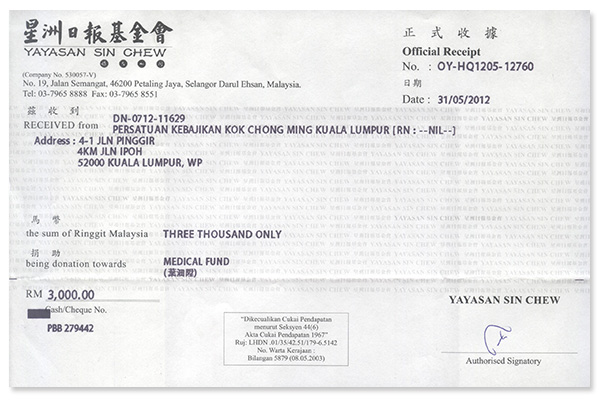 星洲日報基金會
YAYASAN SIN CHEW
(Company No. 530057-V)
No. 19, Jalan Semangat, 46200 Petaling Jaya, Selangor Darul Ehsan, Malaysia.
Tel: 03-7965 8888 Fax: 03-7965 8551
正式收據
Official Receipt
No. : OY-HQ1205-12760
日期
Date : 31/05/2012
茲收到
RECEIVED from DN-0712-11629
PERSATUAN KEBAJIKAN KOK CHONG MING KUALA LUMPUR [RN : --NIL--]
Address : 4-1 JLN PINGGIR
4KM JLN IPOH
52000 KUALA LUMPUR, WP
馬幣
the sum of Ringgit Malaysia THREE THOUSAND ONLY
捐助
being donation towards MEDICAL FUND
RM 3,000.00
Cash/Cheque No.
PBB 279442
"Dikecualikan Cukai Pendapatan
menurut Seksyen 44(6)
Akta Cukai Pendapatan 1967"
Ruj: LHDN .01/35/42.51/179-6.5142
No. Warta Kerajaan :
Bilangan 5879 (08.05.2003)
YAYASAN SIN CHEW
Authorised Signatory